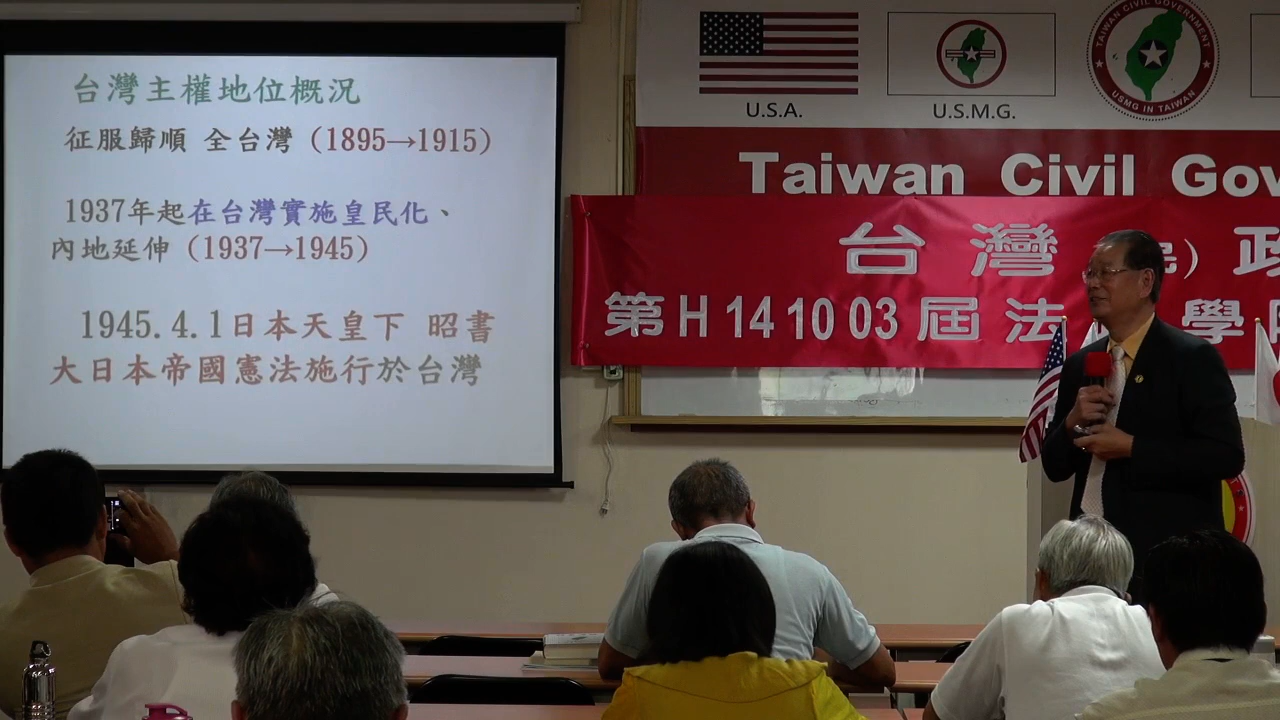 台灣主權地位概況
征服歸順 全台灣（1895→1915）
1937年起在台灣實施皇民化、
內地延伸（1937→1945）
1945.4.1日本天皇下 昭書
大日本帝國憲法施行於台灣
U.S.A.
U.S.M.G.
TAIWAN CIVIL GOVERNMENT
USMG IN TAIWAN
Taiwan Civil Gov
台灣 民）政
第H141003屆法 學